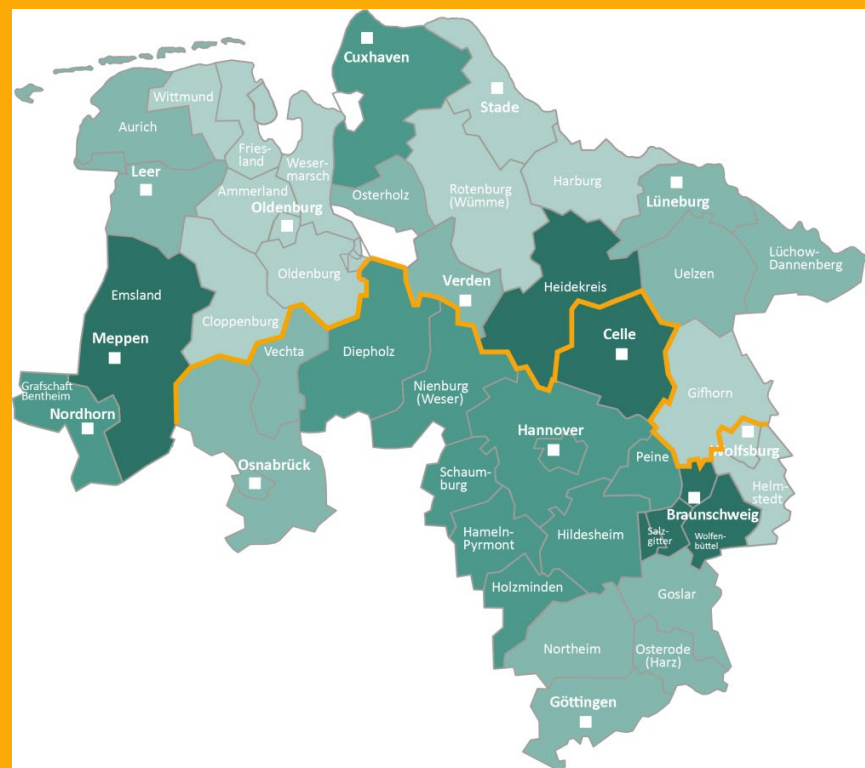 Cuxhaven
Stade
Wittmund
Aurich
Fries-
land
Weser-
marsch
Leer
Ammerland
Oldenburg
Osterholz
Rotenburg
(Wümme)
Harburg
Lüneburg
Lüchow-
Dannenberg
Uelzen
Oldenburg
Verden
Heidekreis
Emsland
Cloppenburg
Meppen
Vechta
Diepholz
Celle
Grafschaft
Bentheim
Nordhorn
Nienburg
(Weser)
Gifhorn
Hannover
Wolfsburg
Osnabrück
Peine
Schaum-
burg
Helm-
stedt
Braunschweig
Hameln-
Pyrmont
Hildesheim
Salz-
gitter
Wolfen-
büttel
Holzminden
Goslar
Northeim
Osterode
(Harz)
Göttingen